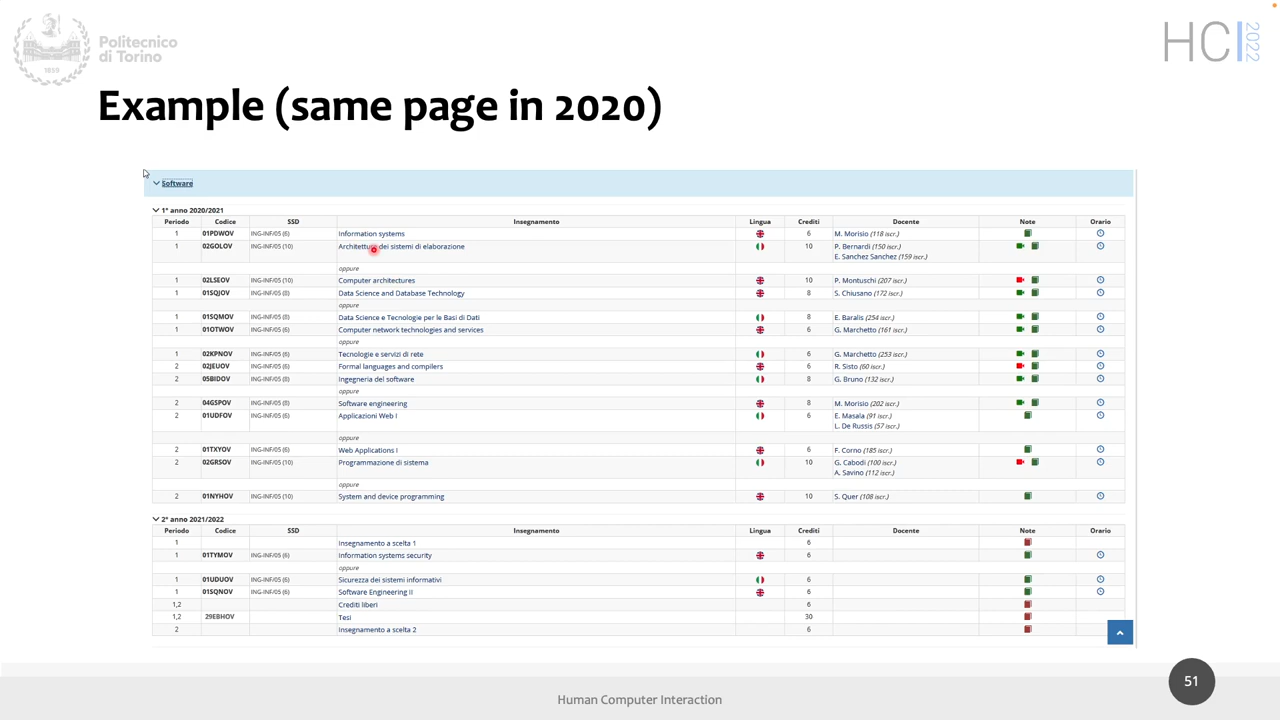 Politecnico
di Torino
1859
HCI 2022
Example (same page in 2020)
Software
1° anno 2020/2021
Periodo Codice SSD Insegnamento Lingua Crediti Docente Note Orario
1 01PDWOV ING-INF/05 (6) Information systems 6 M. Morisio (118 iscr.)
1 02GOLOV ING-INF/05 (10) Architettura dei sistemi di elaborazione 10 P. Bernardi (150 iscr.)
E. Sanchez Sanchez (159 iscr.)
oppure
1 02LSEOV ING-INF/05 (10) Computer architectures 10 P. Montuschi (207 iscr.)
1 01SQJOV ING-INF/05 (8) Data Science and Database Technology 8 S. Chiusano (172 iscr.)
oppure
1 01SQMOV ING-INF/05 (8) Data Science e Tecnologie per le Basi di Dati 8 E. Baralis (254 iscr.)
1 01OTWOV ING-INF/05 (6) Computer network technologies and services 6 G. Marchetto (161 iscr.)
oppure
1 02KPNOV ING-INF/05 (6) Tecnologie e servizi di rete 6 G. Marchetto (253 iscr.)
2 02JEUOV ING-INF/05 (6) Formal languages and compilers 6 R. Sisto (60 iscr.)
2 05BIDOV ING-INF/05 (8) Ingegneria del software 8 G. Bruno (132 iscr.)
oppure
2 04GSPOV ING-INF/05 (8) Software engineering 8 M. Morisio (202 iscr.)
2 01UDFOV ING-INF/05 (6) Applicazioni Web I 6 E. Masala (91 iscr.)
L. De Russis (57 iscr.)
oppure
2 01TXYOV ING-INF/05 (6) Web Applications I 6 F. Corno (185 iscr.)
2 02GRSOV ING-INF/05 (10) Programmazione di sistema 10 G. Cabodi (100 iscr.)
A. Savino (112 iscr.)
oppure
2 01NYHOV ING-INF/05 (10) System and device programming 10 S. Quer (108 iscr.)
2° anno 2021/2022
Periodo Codice SSD Insegnamento Lingua Crediti Docente Note Orario
1 Insegnamento a scelta 1 6
1 01TYMOV ING-INF/05 (6) Information systems security 6
oppure
1 01UDUOV ING-INF/05 (6) Sicurezza dei sistemi informativi 6
1 01SQNOV ING-INF/05 (6) Software Engineering II 6
1,2 Crediti liberi 6
1,2 29EBHOV Tesi 30
2 Insegnamento a scelta 2 6
Human Computer Interaction
51